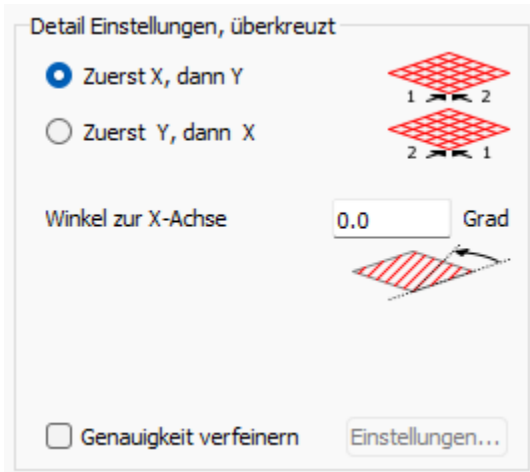 Detail Einstellungen, überkreuzt
Zuerst X, dann Y
1 2
Zuerst Y, dann X
2 1
Winkel zur X-Achse 0.0 Grad
Genauigkeit verfeinern Einstellungen...